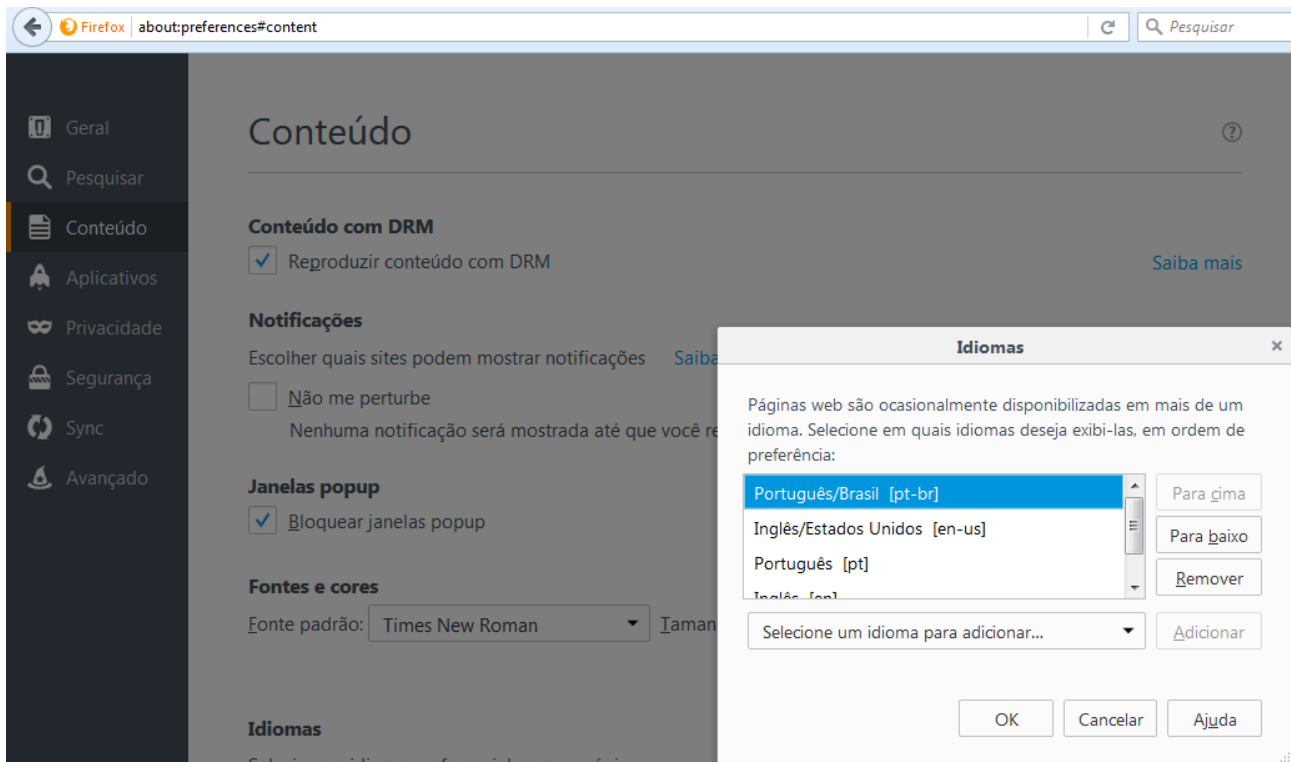 Firefox about:preferences#content
Pesquisar
Geral
Pesquisar
Conteúdo
Aplicativos
Privacidade
Segurança
Sync
Avançado
Conteúdo
Conteúdo com DRM
Reproduzir conteúdo com DRM
Saiba mais
Notificações
Escolher quais sites podem mostrar notificações Saiba
Não me perturbe
Nenhuma notificação será mostrada até que você re
Janelas popup
Bloquear janelas popup
Fontes e cores
Fonte padrão: Times New Roman Taman
Idiomas
Idiomas
Páginas web são ocasionalmente disponibilizadas em mais de um
idioma. Selecione em quais idiomas deseja exibi-las, em ordem de
preferência:
Português/Brasil [pt-br]
Inglês/Estados Unidos [en-us]
Português [pt]
Inglês [en]
Para cima
Para baixo
Remover
Selecione um idioma para adicionar...
Adicionar
OK
Cancelar
Ajuda